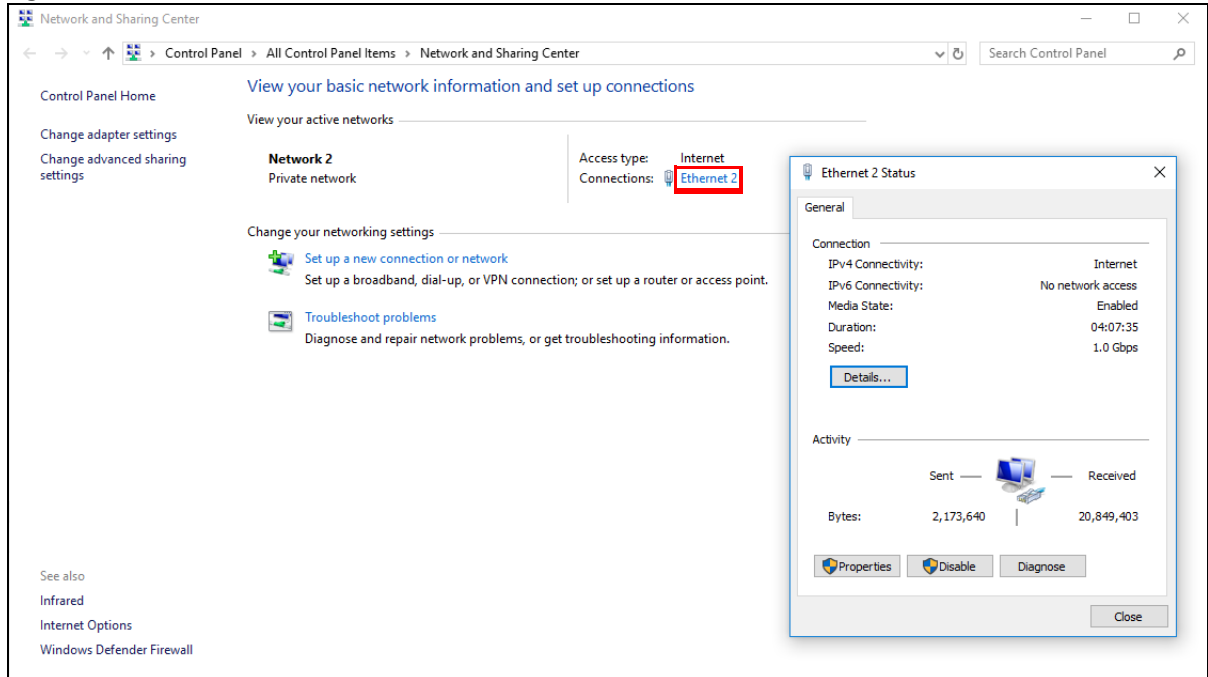 Network and Sharing Center
Control Panel > All Control Panel Items > Network and Sharing Center
Search Control Panel
Control Panel Home
Change adapter settings
Change advanced sharing
settings
View your basic network information and set up connections
View your active networks
Network 2
Private network
Access type: Internet
Connections: Ethernet 2
Change your networking settings
Set up a new connection or network
Set up a broadband, dial-up, or VPN connection; or set up a router or access point.
Troubleshoot problems
Diagnose and repair network problems, or get troubleshooting information.
See also
Infrared
Internet Options
Windows Defender Firewall
Ethernet 2 Status
General
Connection
IPv4 Connectivity: Internet
IPv6 Connectivity: No network access
Media State: Enabled
Duration: 04:07:35
Speed: 1.0 Gbps
Details...
Activity
Sent Received
Bytes: 2,173,640 20,849,403
Properties Disable Diagnose
Close